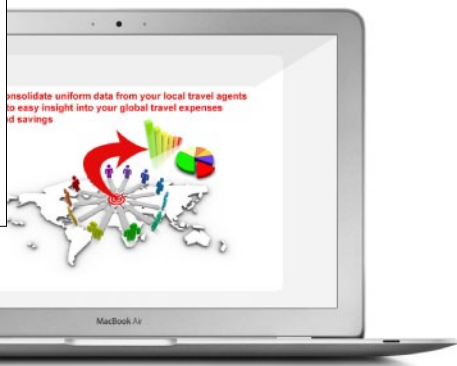 onsolidate uniform data from your local travel agents
to easy insight into your global travel expenses
d savings
MacBook Air